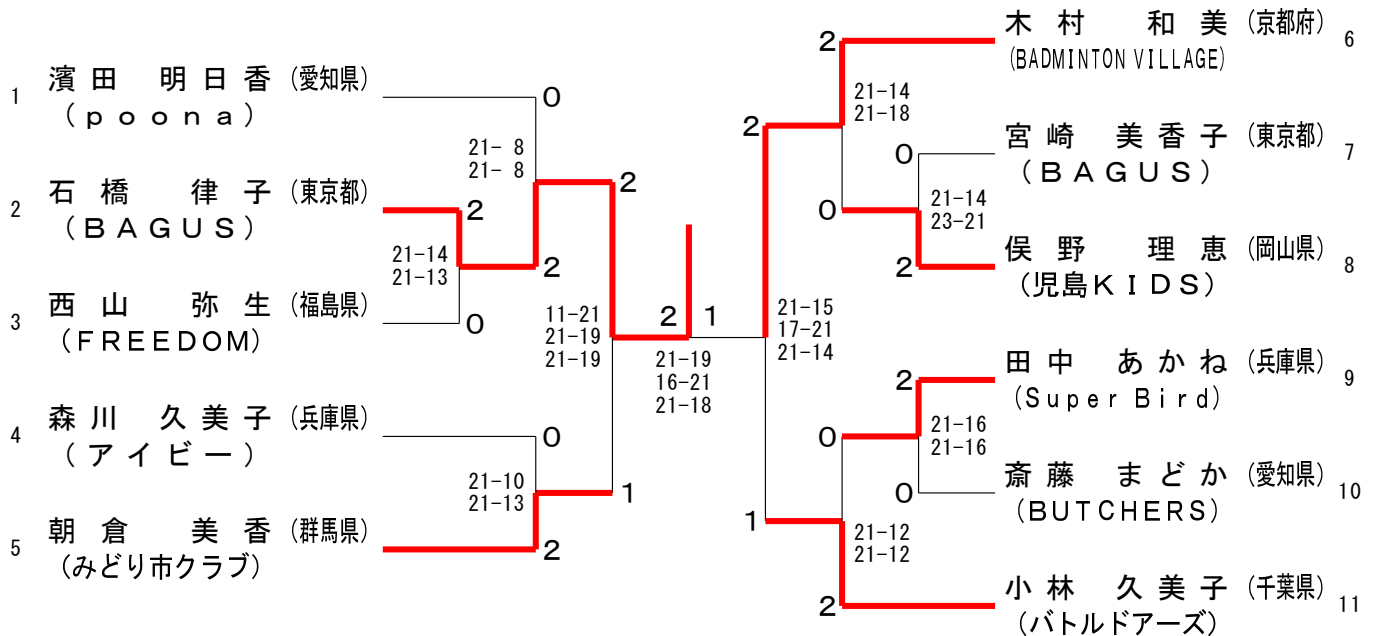 1 濱田 明日香 (愛知県)
(poona)
2 石橋 律子 (東京都)
(BAGUS)
3 西山 弥生 (福島県)
(FREEDOM)
4 森川 久美子 (兵庫県)
(アイビー)
5 朝倉 美香 (群馬県)
(みどり市クラブ)
0
21- 8
21- 8
2
2
21-14
21-13
2
0
11-21
21-19
21-19
0
21-10
21-13
1
2
2 1
21-19
16-21
21-18
2
21-14
21-18
2
0
0
21-14
23-21
2
21-15
17-21
21-14
2
0
21-16
21-16
0
1
21-12
21-12
2
木村 和美 (京都府) 6
(BADMINTON VILLAGE)
宮崎 美香子 (東京都) 7
(BAGUS)
俣野 理恵 (岡山県) 8
(児島KIDS)
田中 あかね (兵庫県) 9
(Super Bird)
斎藤 まどか (愛知県) 10
(BUTCHERS)
小林 久美子 (千葉県) 11
(バトルドアーズ)